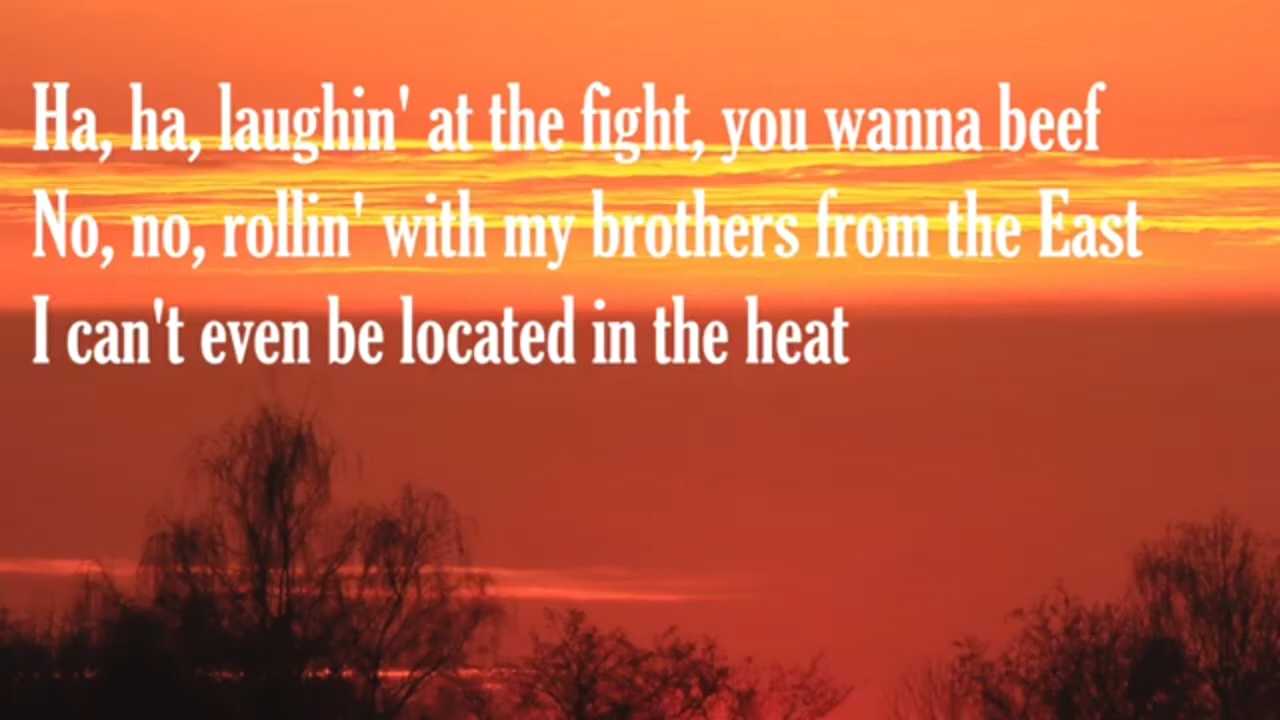 Ha, ha, laughin' at the fight, you wanna beef
No, no, rollin' with my brothers from the East
I can't even be located in the heat